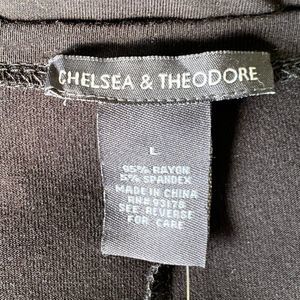 CHELSEA & THEODORE
L
95% RAYON
5% SPANDEX
MADE IN CHINA
RN# 93178
SEE REVERSE
FOR CARE